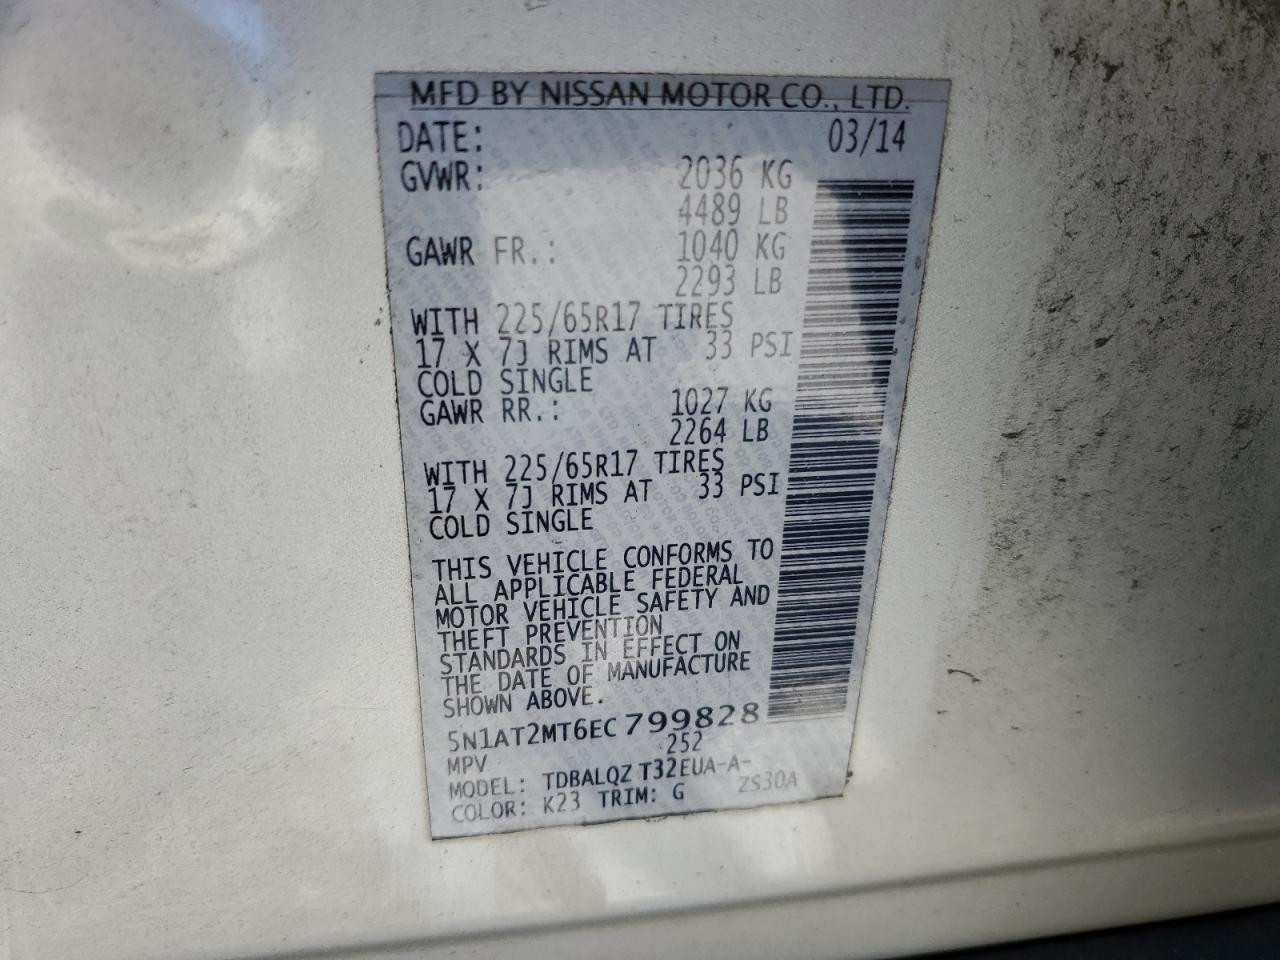 MFD BY NISSAN MOTOR CO., LTD.
DATE: 03/14
GVWR: 2036 KG
4489 LB
GAWR FR.: 1040 KG
2293 LB
WITH 225/65R17 TIRES
17 X 7J RIMS AT 33 PSI
COLD SINGLE
GAWR RR.: 1027 KG
2264 LB
WITH 225/65R17 TIRES
17 X 7J RIMS AT 33 PSI
COLD SINGLE
THIS VEHICLE CONFORMS TO
ALL APPLICABLE FEDERAL
MOTOR VEHICLE SAFETY AND
THEFT PREVENTION
STANDARDS IN EFFECT ON
THE DATE OF MANUFACTURE
SHOWN ABOVE.
5N1AT2MT6EC799828
MPV 252
MODEL: TDBALQZ T32EUA-A-
COLOR: K23 TRIM: G ZS30A